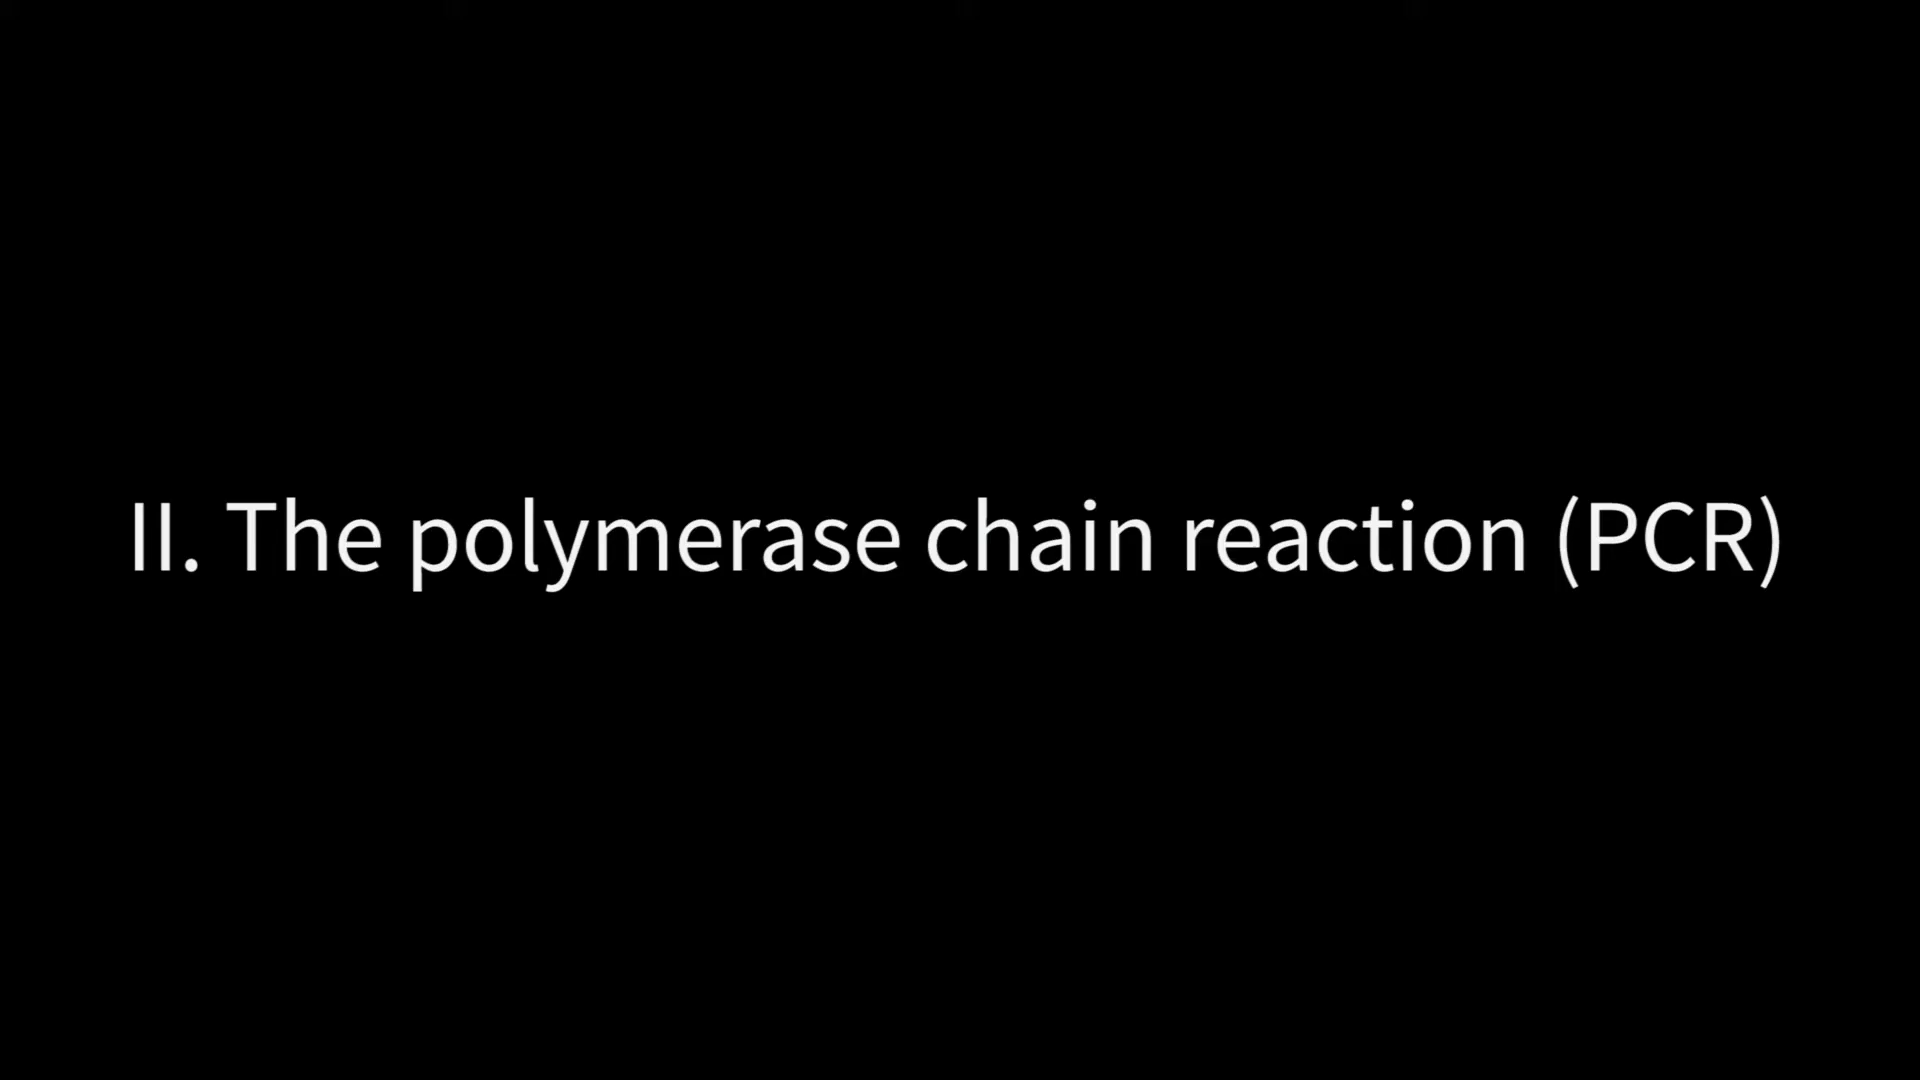 II. The polymerase chain reaction (PCR)